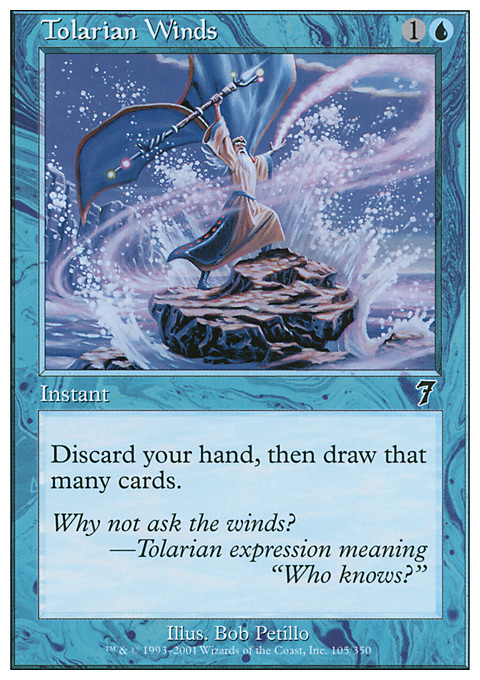 Tolarian Winds 1
Instant 7
Discard your hand, then draw that
many cards.
Why not ask the winds?
—Tolarian expression meaning
“Who knows?”
Illus. Bob Petillo
™ & © 1993–2001 Wizards of the Coast, Inc. 105/350